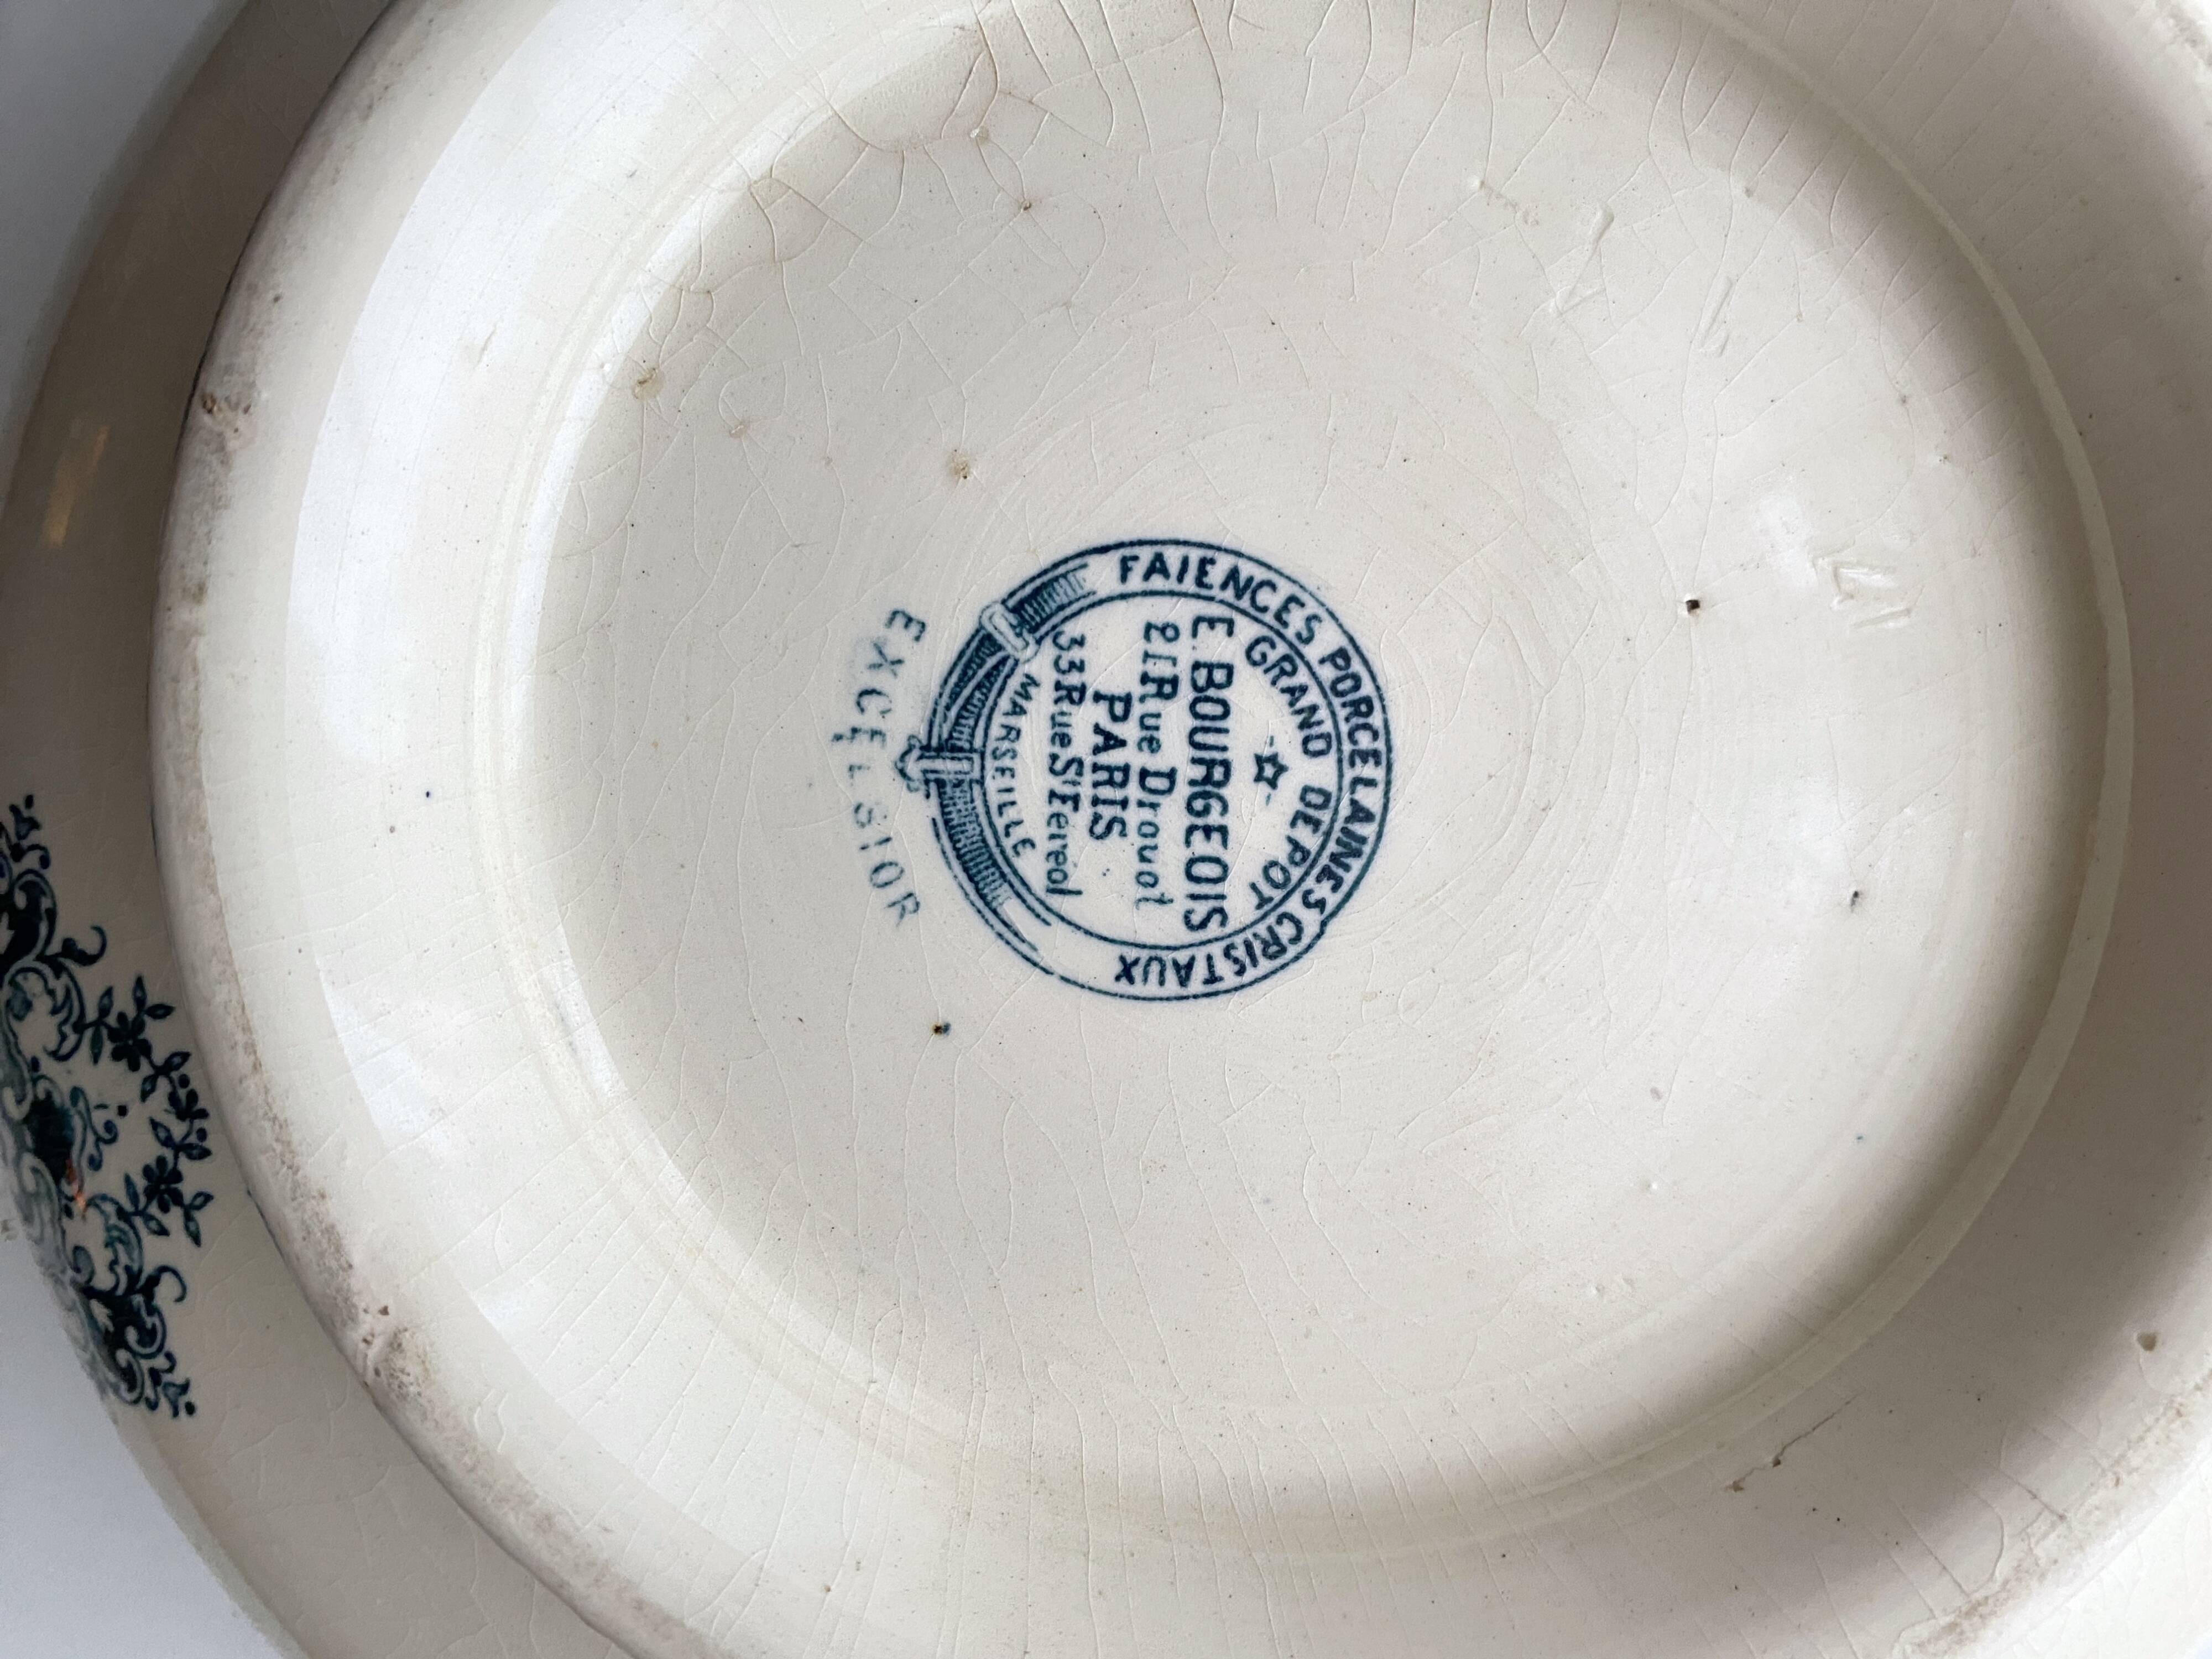 FAIENCES PORCELAINES CRISTAUX
GRAND DEPOT
E. BOURGEOIS
21 Rue Drouot
PARIS
33 Rue St Ferréol
MARSEILLE
EXCELSIOR